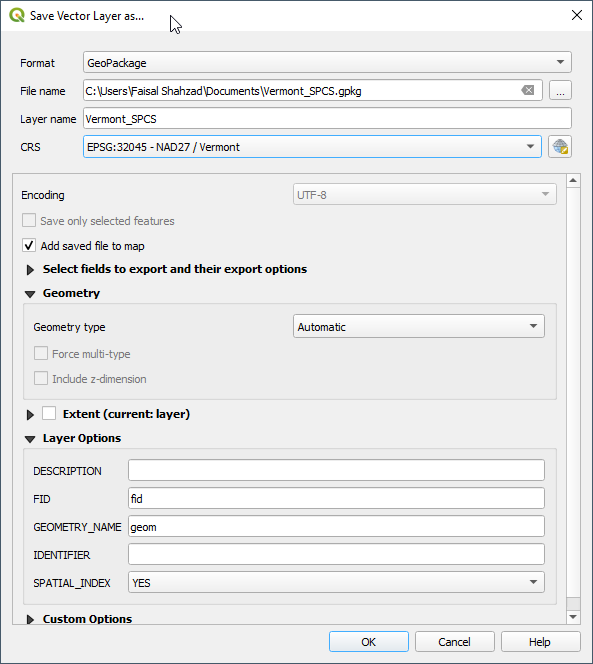 Save Vector Layer as...
Format GeoPackage
File name C:\Users\Faisal Shahzad\Documents\Vermont_SPCS.gpkg ...
Layer name Vermont_SPCS
CRS EPSG:32045 - NAD27 / Vermont
Encoding UTF-8
Save only selected features
Add saved file to map
Select fields to export and their export options
Geometry
Geometry type Automatic
Force multi-type
Include z-dimension
Extent (current: layer)
Layer Options
DESCRIPTION
FID fid
GEOMETRY_NAME geom
IDENTIFIER
SPATIAL_INDEX YES
Custom Options
OK Cancel Help